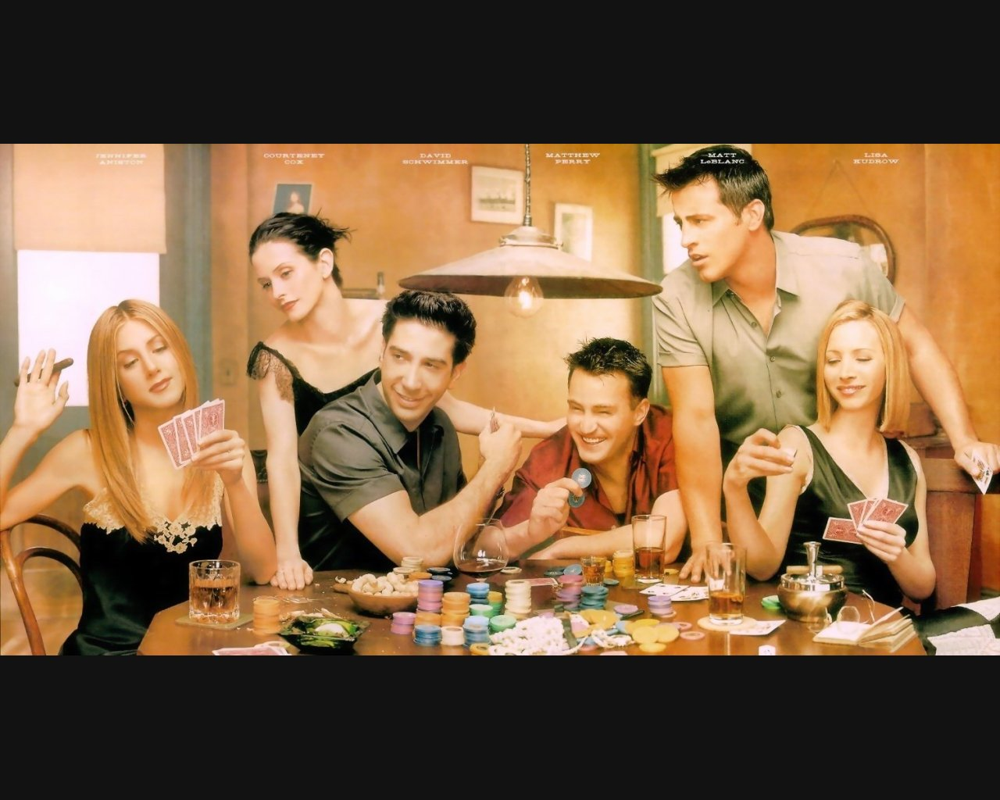 JENNIFER
ANISTON
COURTENEY
COX
DAVID
SCHWIMMER
MATTHEW
PERRY
MATT
LeBLANC
LISA
KUDROW